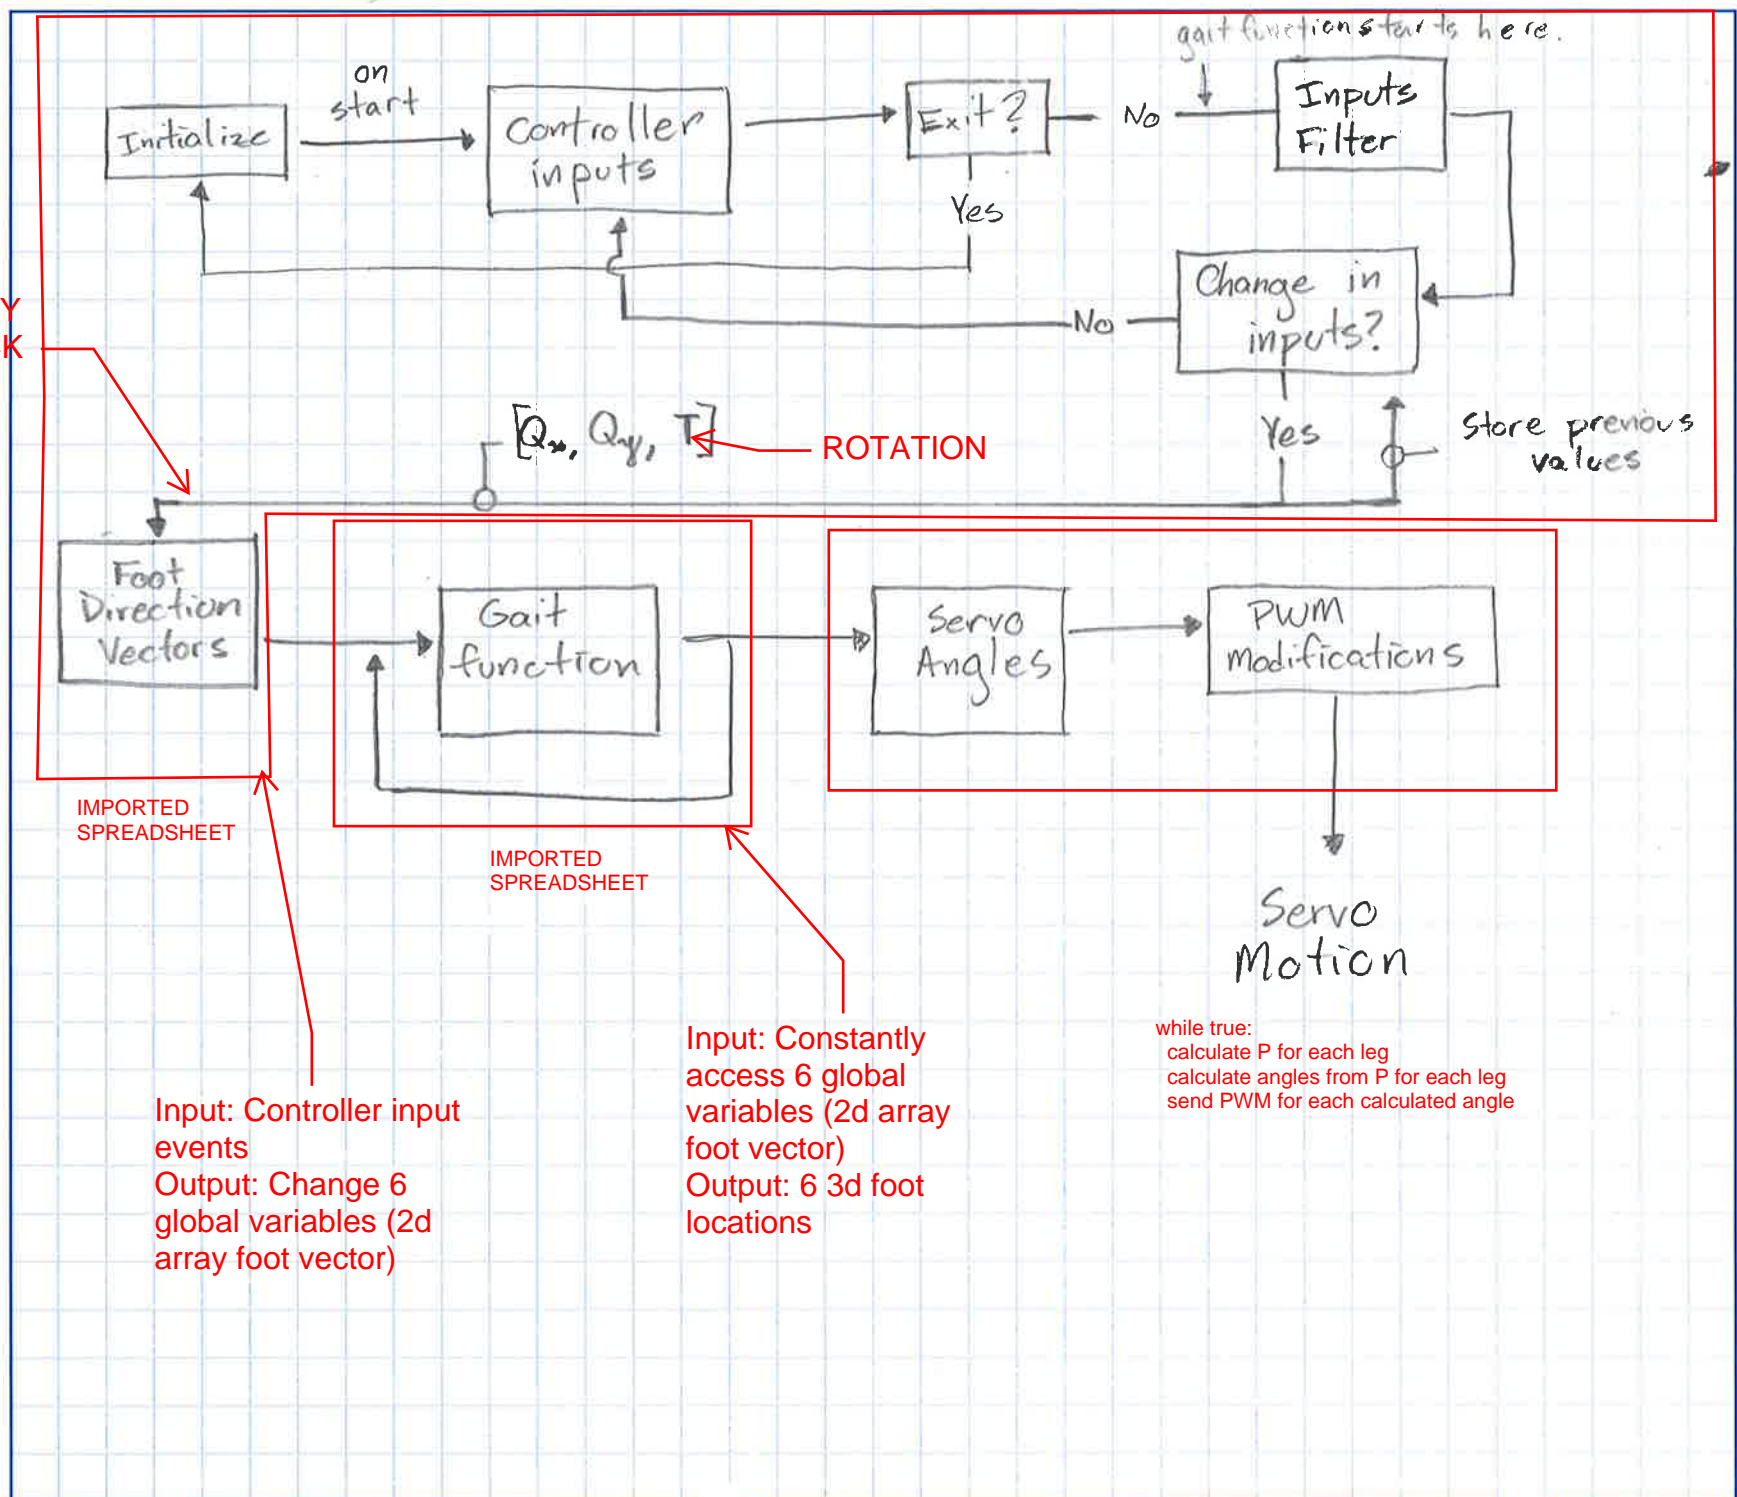 gait function starts here.
on
start
Initialize
Controller
inputs
Exit?
No
Inputs
Filter
Yes
Change in
inputs?
No
Y
K
[Qx, Qy, T]
ROTATION
Yes
Store previous
values
Foot
Direction
Vectors
Gait
function
Servo
Angles
PWM
modifications
IMPORTED
SPREADSHEET
IMPORTED
SPREADSHEET
Servo
Motion
while true:
calculate P for each leg
calculate angles from P for each leg
send PWM for each calculated angle
Input: Constantly
access 6 global
variables (2d array
foot vector)
Output: 6 3d foot
locations
Input: Controller input
events
Output: Change 6
global variables (2d
array foot vector)